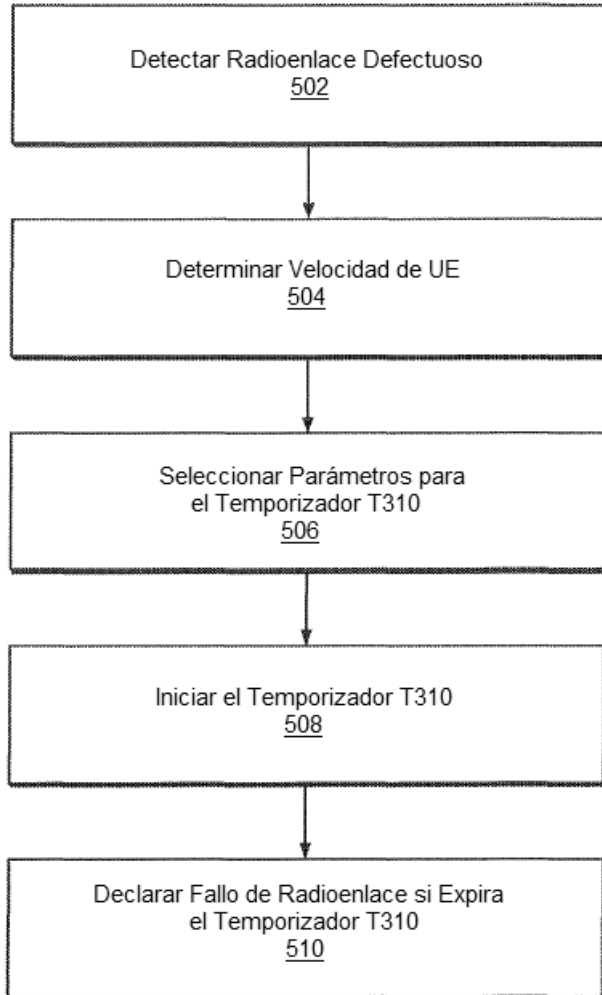 Detectar Radioenlace Defectuoso
502
Determinar Velocidad de UE
504
Seleccionar Parámetros para
el Temporizador T310
506
Iniciar el Temporizador T310
508
Declarar Fallo de Radioenlace si Expira
el Temporizador T310
510